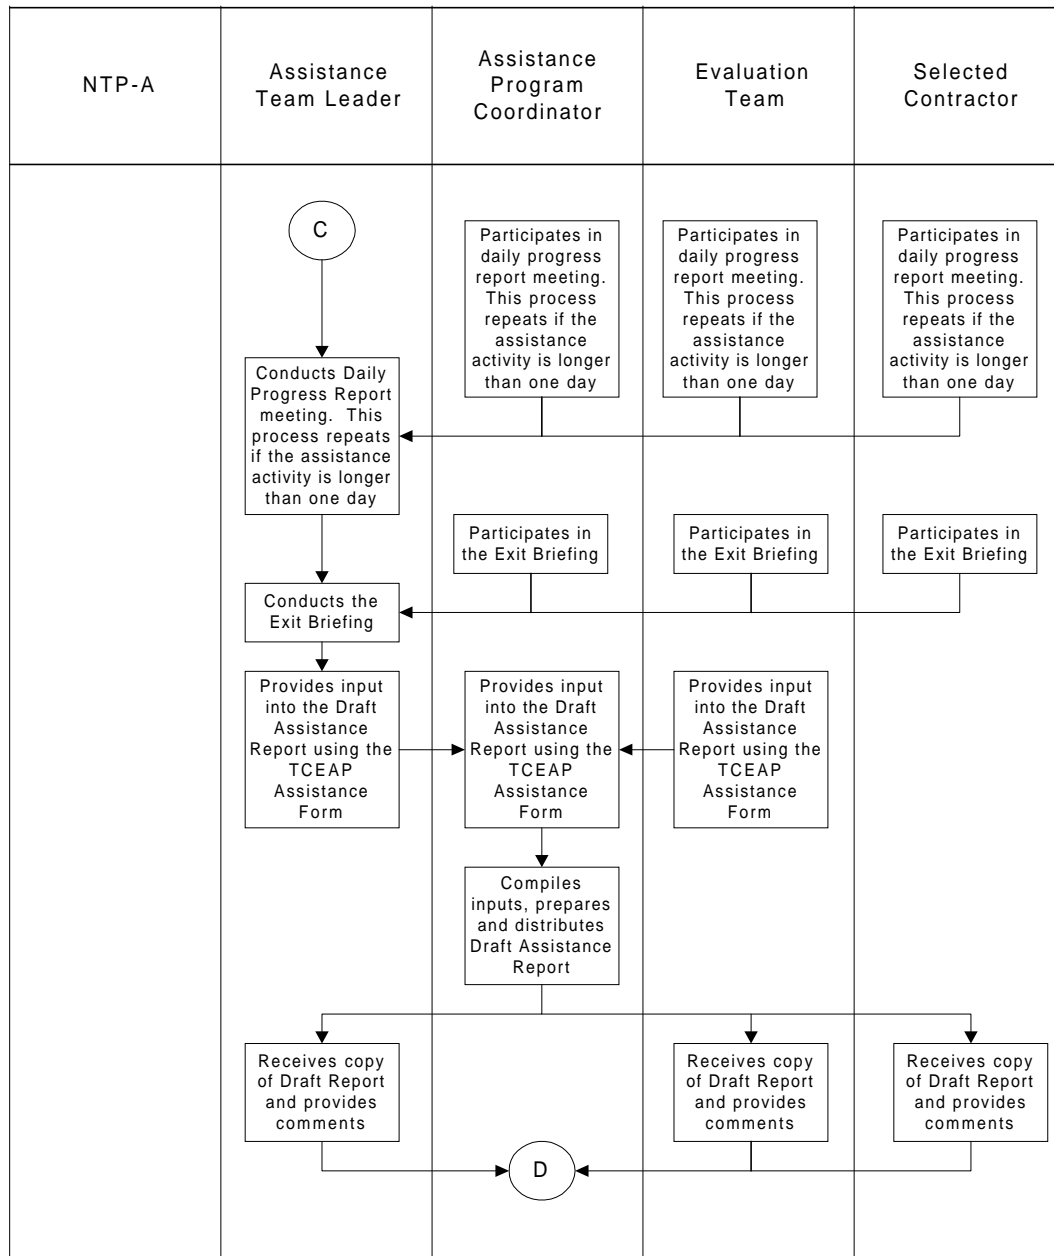 NTP-A
Assistance
Team Leader
Assistance
Program
Coordinator
Evaluation
Team
Selected
Contractor
C
Participates in
daily progress
report meeting.
This process
repeats if the
assistance
activity is longer
than one day
Participates in
daily progress
report meeting.
This process
repeats if the
assistance
activity is longer
than one day
Participates in
daily progress
report meeting.
This process
repeats if the
assistance
activity is longer
than one day
Conducts Daily
Progress Report
meeting.  This
process repeats
if the assistance
activity is longer
than one day
Participates in
the Exit Briefing
Participates in
the Exit Briefing
Participates in
the Exit Briefing
Conducts the
Exit Briefing
Provides input
into the Draft
Assistance
Report using the
TCEAP
Assistance
Form
Provides input
into the Draft
Assistance
Report using the
TCEAP
Assistance
Form
Provides input
into the Draft
Assistance
Report using the
TCEAP
Assistance
Form
Compiles
inputs, prepares
and distributes
Draft Assistance
Report
Receives copy
of Draft Report
and provides
comments
Receives copy
of Draft Report
and provides
comments
Receives copy
of Draft Report
and provides
comments
D